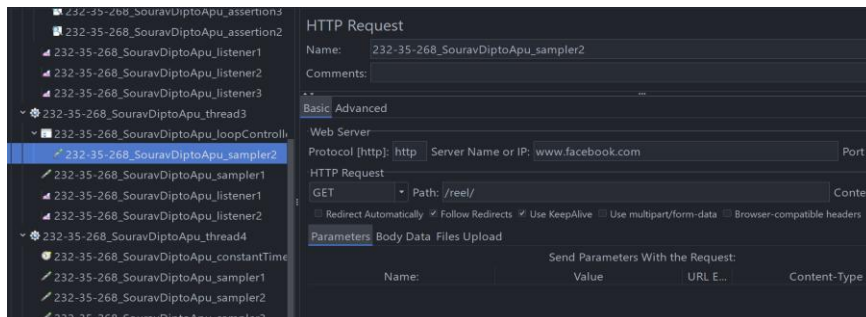 232-35-268_SouravDiptoApu_assertion3
232-35-268_SouravDiptoApu_assertion2
232-35-268_SouravDiptoApu_listener1
232-35-268_SouravDiptoApu_listener2
232-35-268_SouravDiptoApu_listener3
232-35-268_SouravDiptoApu_thread3
232-35-268_SouravDiptoApu_loopControll
232-35-268_SouravDiptoApu_sampler2
232-35-268_SouravDiptoApu_sampler1
232-35-268_SouravDiptoApu_listener1
232-35-268_SouravDiptoApu_listener2
232-35-268_SouravDiptoApu_thread4
232-35-268_SouravDiptoApu_constantTime
232-35-268_SouravDiptoApu_sampler1
232-35-268_SouravDiptoApu_sampler2
HTTP Request
Name: 232-35-268_SouravDiptoApu_sampler2
Comments:
Basic Advanced
Web Server
Protocol [http]: http Server Name or IP: www.facebook.com Port
HTTP Request
GET Path: /reel/ Conte
Redirect Automatically Follow Redirects Use KeepAlive Use multipart/form-data Browser-compatible headers
Parameters Body Data Files Upload
Send Parameters With the Request:
Name: Value URL E... Content-Type